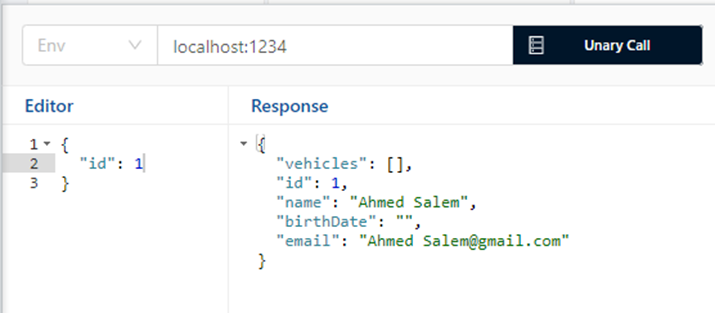 Env
localhost:1234
Unary Call
Editor
Response
1 {
2 "id": 1
3 }
{
"vehicles": [],
"id": 1,
"name": "Ahmed Salem",
"birthDate": "",
"email": "Ahmed Salem@gmail.com"
}